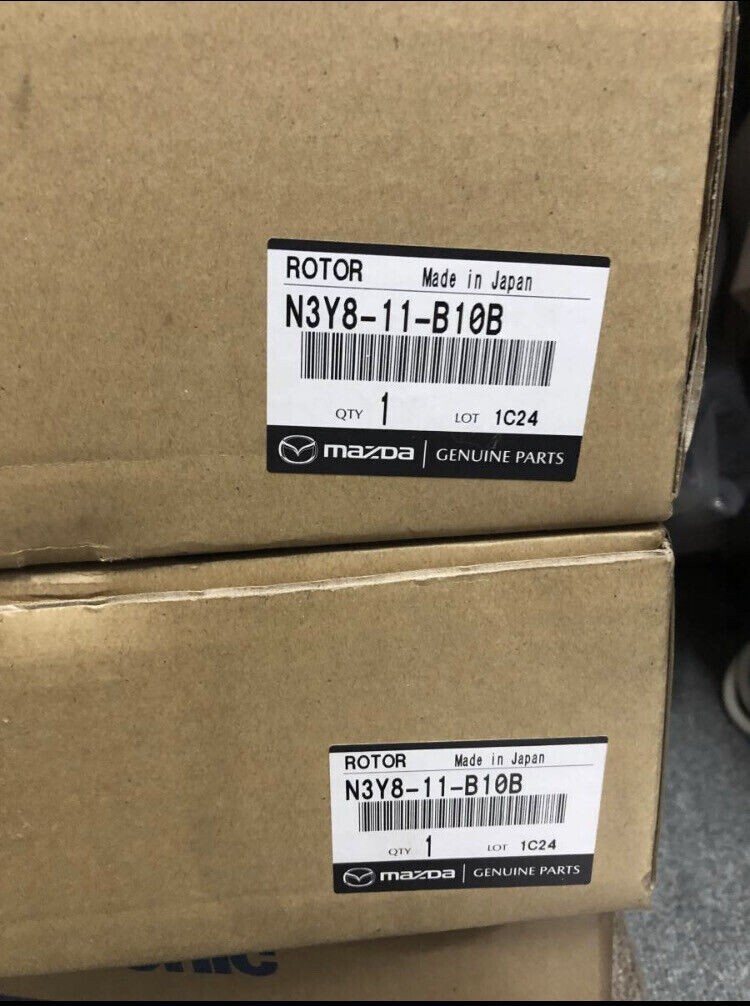 ROTOR Made in Japan
N3Y8-11-B10B
QTY 1 LOT 1C24
mazda GENUINE PARTS
ROTOR Made in Japan
N3Y8-11-B10B
QTY 1 LOT 1C24
mazda GENUINE PARTS